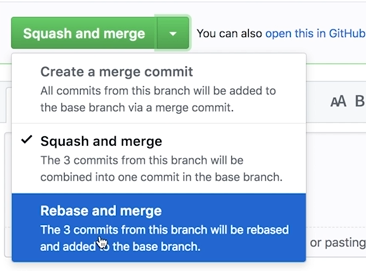 Squash and merge
You can also open this in GitHub
Create a merge commit
All commits from this branch will be added to
the base branch via a merge commit.
AA B
Squash and merge
The 3 commits from this branch will be
combined into one commit in the base branch.
Rebase and merge
The 3 commits from this branch will be rebased
and added to the base branch.
or pasting